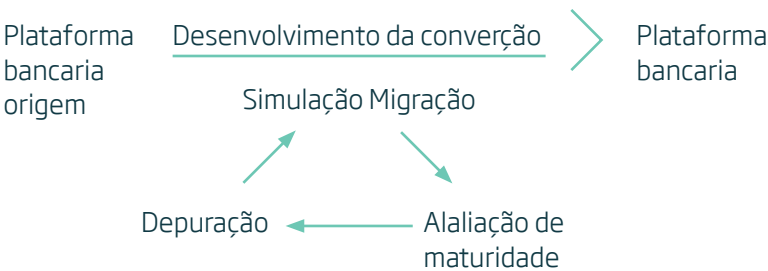 Plataforma
bancaria
origem
Desenvolvimento da converção
Plataforma
bancaria
Simulação Migração
Depuração
Alaliação de
maturidade